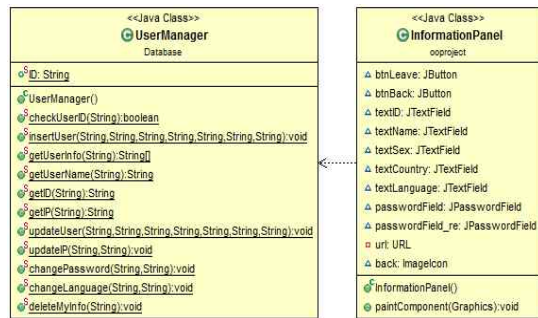 <<Java Class>>
UserManager
Database
ID: String
UserManager()
checkUserID(String):boolean
insertUser(String,String,String,String,String,String,String):void
getUserInfo(String):String[]
getUserName(String):String
getID(String):String
getIP(String):String
updateUser(String,String,String,String,String,String,String):void
updateIP(String,String):void
changePassword(String,String):void
changeLanguage(String,String):void
deleteMyInfo(String):void
<<Java Class>>
InformationPanel
ooproject
btnLeave: JButton
btnBack: JButton
textID: JTextField
textName: JTextField
textSex: JTextField
textCountry: JTextField
textLanguage: JTextField
passwordField: JPasswordField
passwordField_re: JPasswordField
url: URL
back: ImageIcon
InformationPanel()
paintComponent(Graphics):void